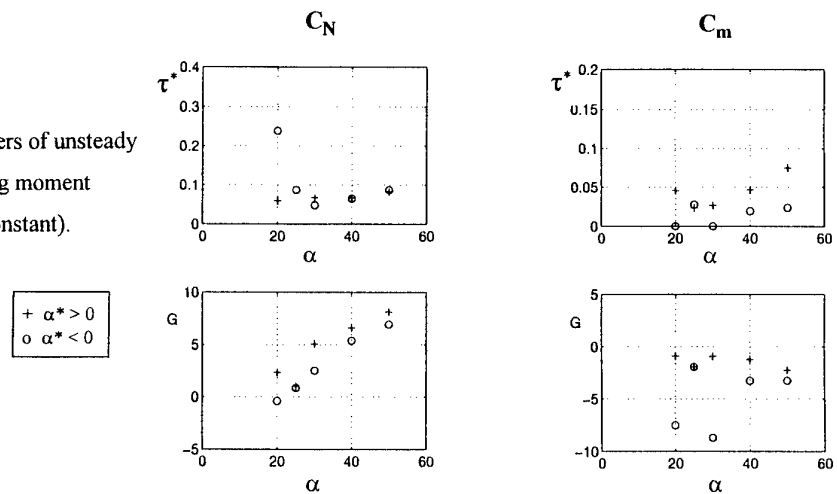 C_N
C_m
τ*
0.4
0.3
0.2
0.1
0
0 20 40 60
α
τ*
0.2
0.15
0.1
0.05
0
0 20 40 60
α
ers of unsteady
g moment
nstant).
+ α* > 0
o α* < 0
G
10
5
0
-5
0 20 40 60
α
G
5
0
-5
-10
0 20 40 60
α